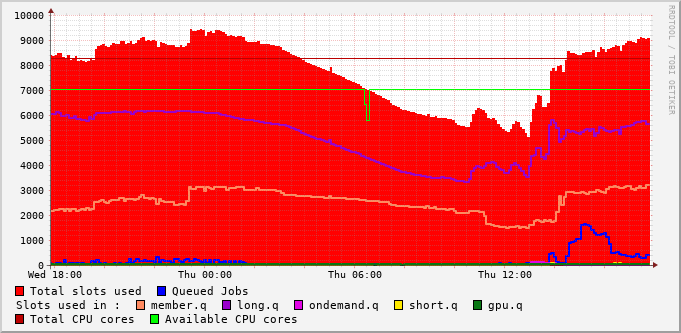 10000
9000
8000
7000
6000
5000
4000
3000
2000
1000
0
Wed 18:00 Thu 00:00 Thu 06:00 Thu 12:00
RRDTOOL / TOBI OETIKER
Total slots used Queued Jobs
Slots used in : member.q long.q ondemand.q short.q gpu.q
Total CPU cores Available CPU cores